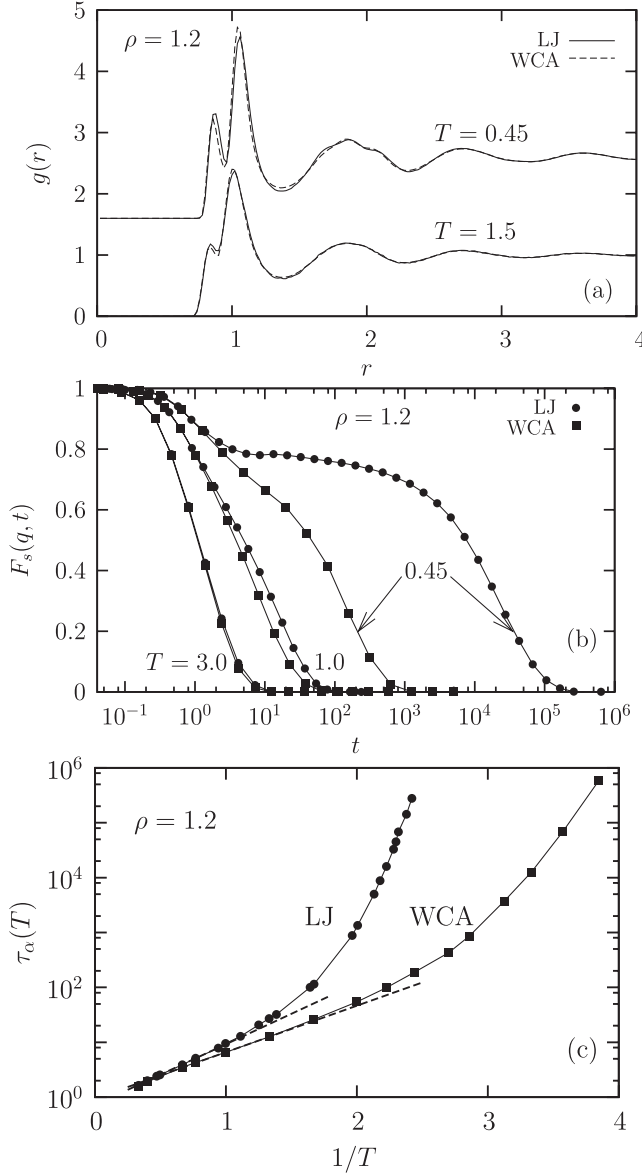 5
4
3
2
1
0
g(r)
ρ = 1.2
LJ
WCA
T = 0.45
T = 1.5
(a)
0 1 2 3 4
r
1
0.8
0.6
0.4
0.2
0
F_s(q, t)
ρ = 1.2
LJ
WCA
0.45
T = 3.0
1.0
(b)
10^{-1} 10^0 10^1 10^2 10^3 10^4 10^5 10^6
t
10^6
10^4
10^2
10^0
τ_α(T)
ρ = 1.2
LJ
WCA
(c)
0 1 2 3 4
1/T